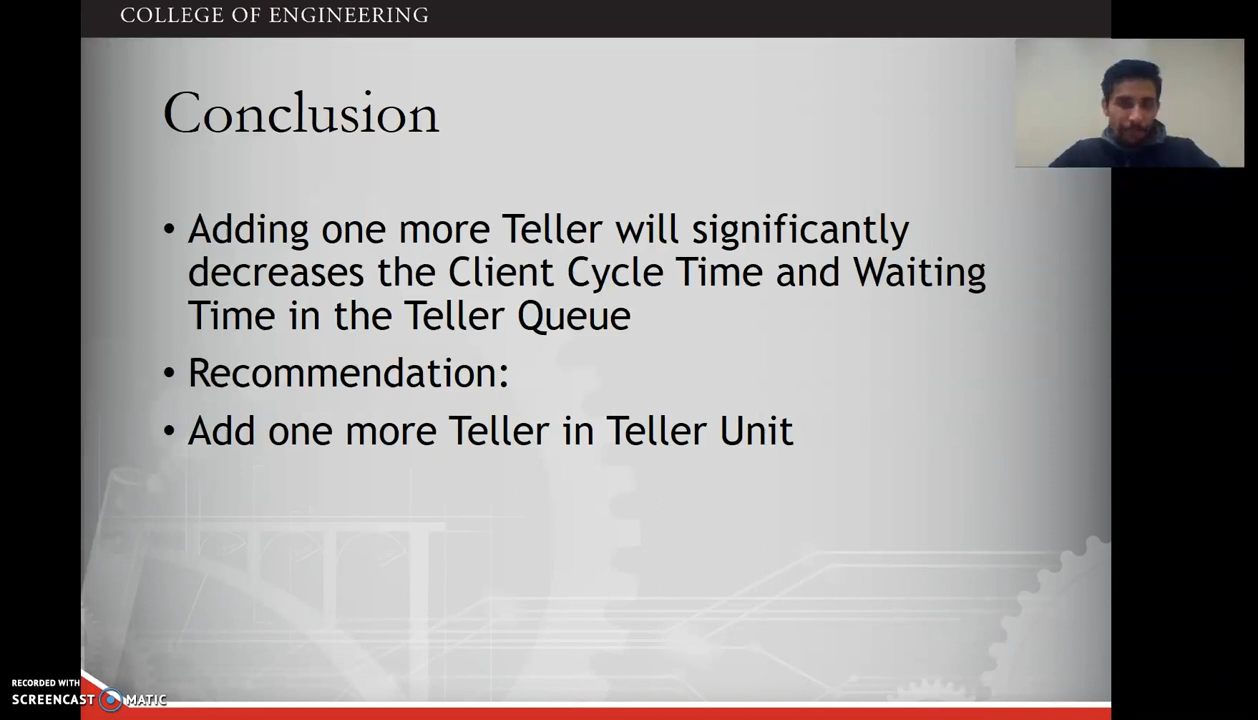 COLLEGE OF ENGINEERING
Conclusion
• Adding one more Teller will significantly
decreases the Client Cycle Time and Waiting
Time in the Teller Queue
• Recommendation:
• Add one more Teller in Teller Unit
RECORDED WITH
SCREENCAST MATIC